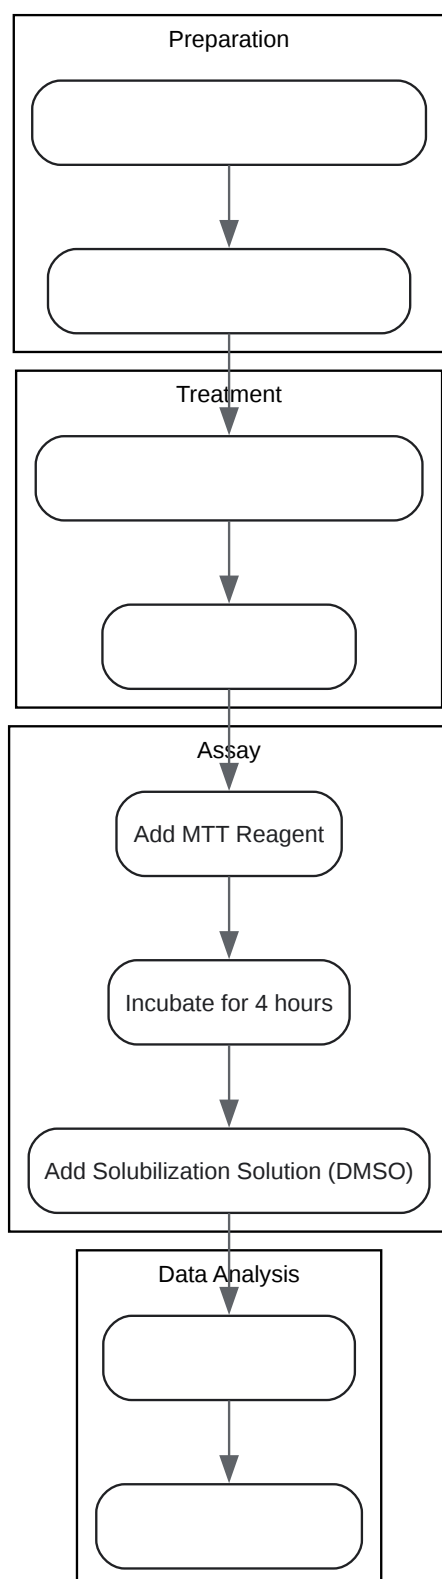 Preparation
Treatment
Assay
Add MTT Reagent
Incubate for 4 hours
Add Solubilization Solution (DMSO)
Data Analysis